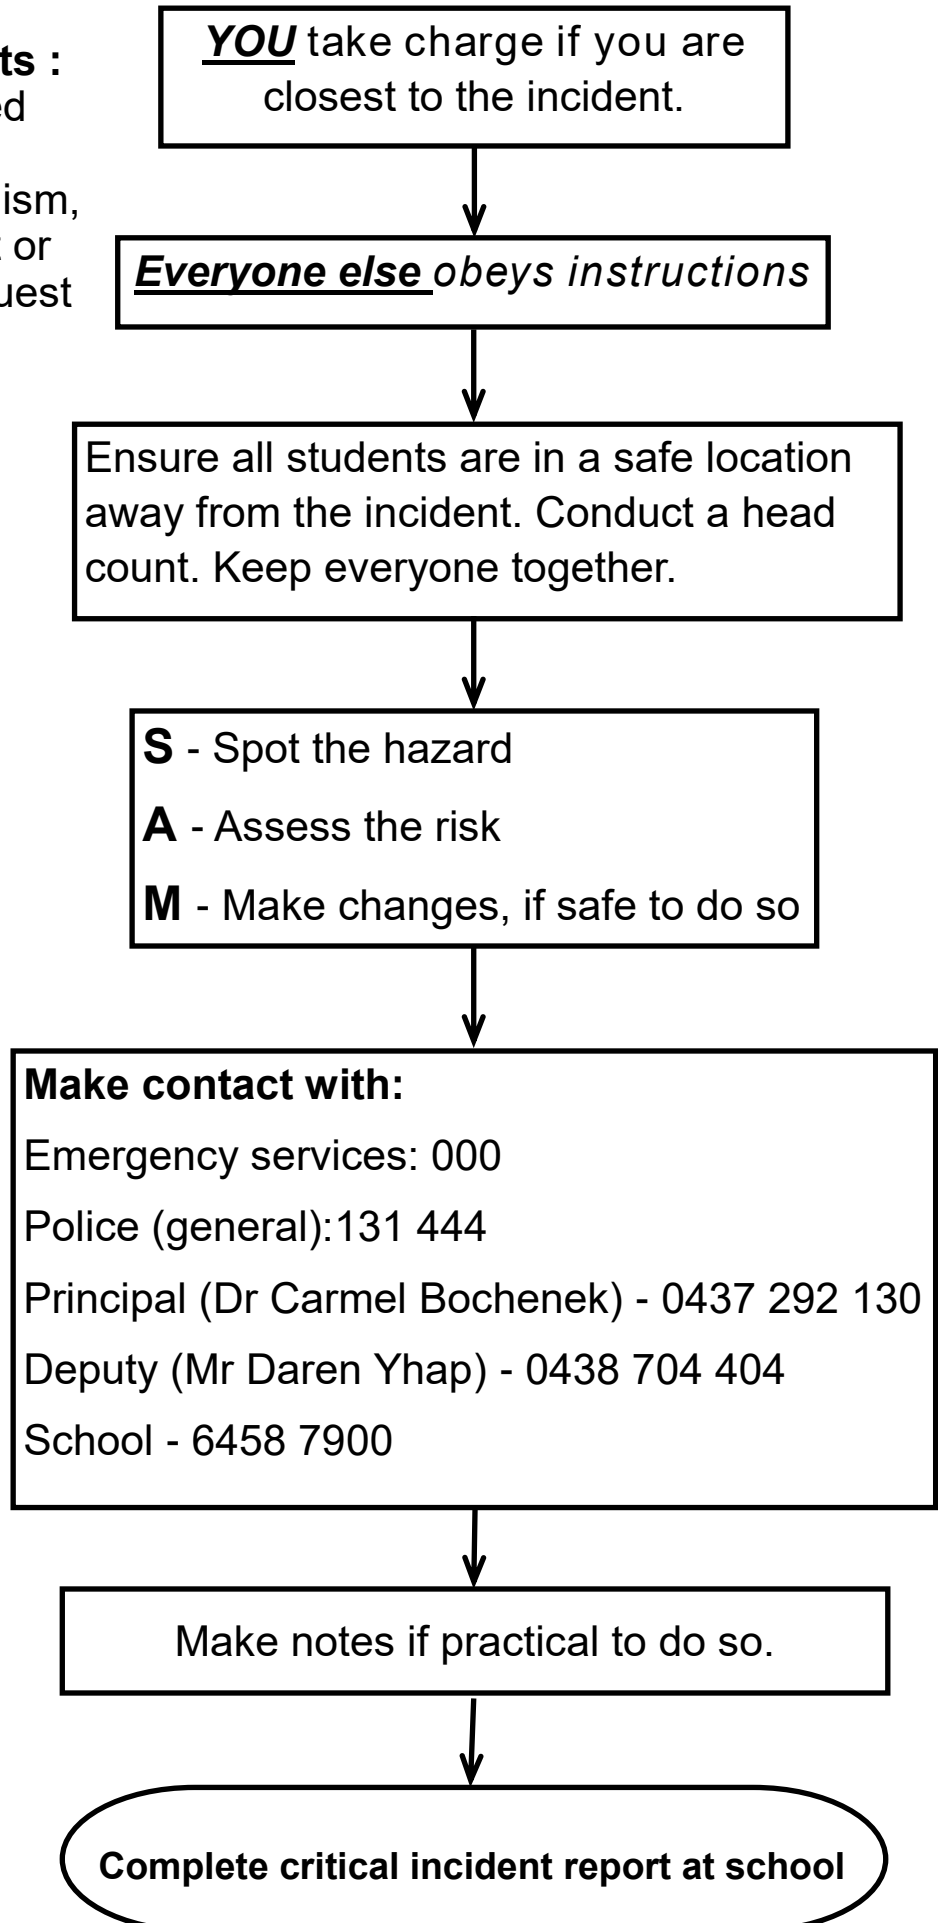 ts :
ed
ism,
or
uest
YOU take charge if you are
closest to the incident.
Everyone else obeys instructions
Ensure all students are in a safe location
away from the incident. Conduct a head
count. Keep everyone together.
S - Spot the hazard
A - Assess the risk
M - Make changes, if safe to do so
Make contact with:
Emergency services: 000
Police (general):131 444
Principal (Dr Carmel Bochenek) - 0437 292 130
Deputy (Mr Daren Yhap) - 0438 704 404
School - 6458 7900
Make notes if practical to do so.
Complete critical incident report at school